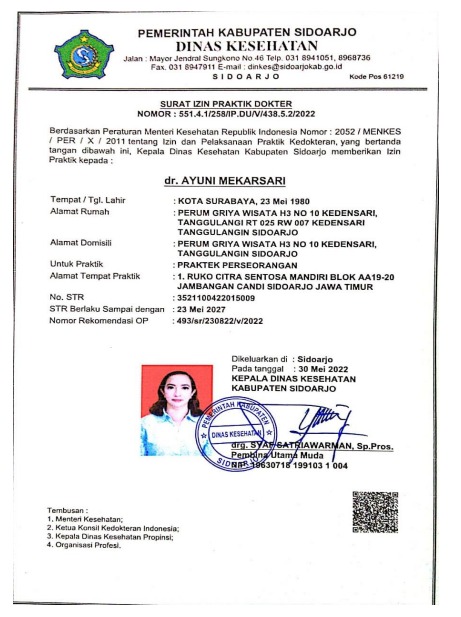 PEMERINTAH KABUPATEN SIDOARJO
DINAS KESEHATAN
Jalan : Mayor Jendral Sungkono No.46 Telp. 031 8941051, 8968736
Fax. 031 8947911 E-mail : dinkes@sidoarjokab.go.id
S I D O A R J O
Kode Pos 61219
SURAT IZIN PRAKTIK DOKTER
NOMOR : 551.4.1/258/IP.DU/V/438.5.2/2022
Berdasarkan Peraturan Menteri Kesehatan Republik Indonesia Nomor : 2052 / MENKES
/ PER / X / 2011 tentang Izin dan Pelaksanaan Praktik Kedokteran, yang bertanda
tangan dibawah ini, Kepala Dinas Kesehatan Kabupaten Sidoarjo memberikan Izin
Praktik kepada :
dr. AYUNI MEKARSARI
Tempat / Tgl. Lahir : KOTA SURABAYA, 23 Mei 1980
Alamat Rumah : PERUM GRIYA WISATA H3 NO 10 KEDENSARI,
TANGGULANGIN RT 025 RW 007 KEDENSARI
TANGGULANGIN SIDOARJO
Alamat Domisili : PERUM GRIYA WISATA H3 NO 10 KEDENSARI,
TANGGULANGIN SIDOARJO
Untuk Praktik : PRAKTEK PERSEORANGAN
Alamat Tempat Praktik : 1. RUKO CITRA SENTOSA MANDIRI BLOK AA19-20
JAMBANGAN CANDI SIDOARJO JAWA TIMUR
No. STR : 3521100422015009
STR Berlaku Sampai dengan : 23 Mei 2027
Nomor Rekomendasi OP : 493/sr/230822/v/2022
Dikeluarkan di : Sidoarjo
Pada tanggal : 30 Mei 2022
KEPALA DINAS KESEHATAN
KABUPATEN SIDOARJO
PEMERINTAH KABUPATEN
DINAS KESEHATAN
SIDOARJO
drg. SYAF SATRIAWARMAN, Sp.Pros.
Pembina Utama Muda
NIP. 19630718 199103 1 004
Tembusan :
1. Menteri Kesehatan;
2. Ketua Konsil Kedokteran Indonesia;
3. Kepala Dinas Kesehatan Propinsi;
4. Organisasi Profesi.